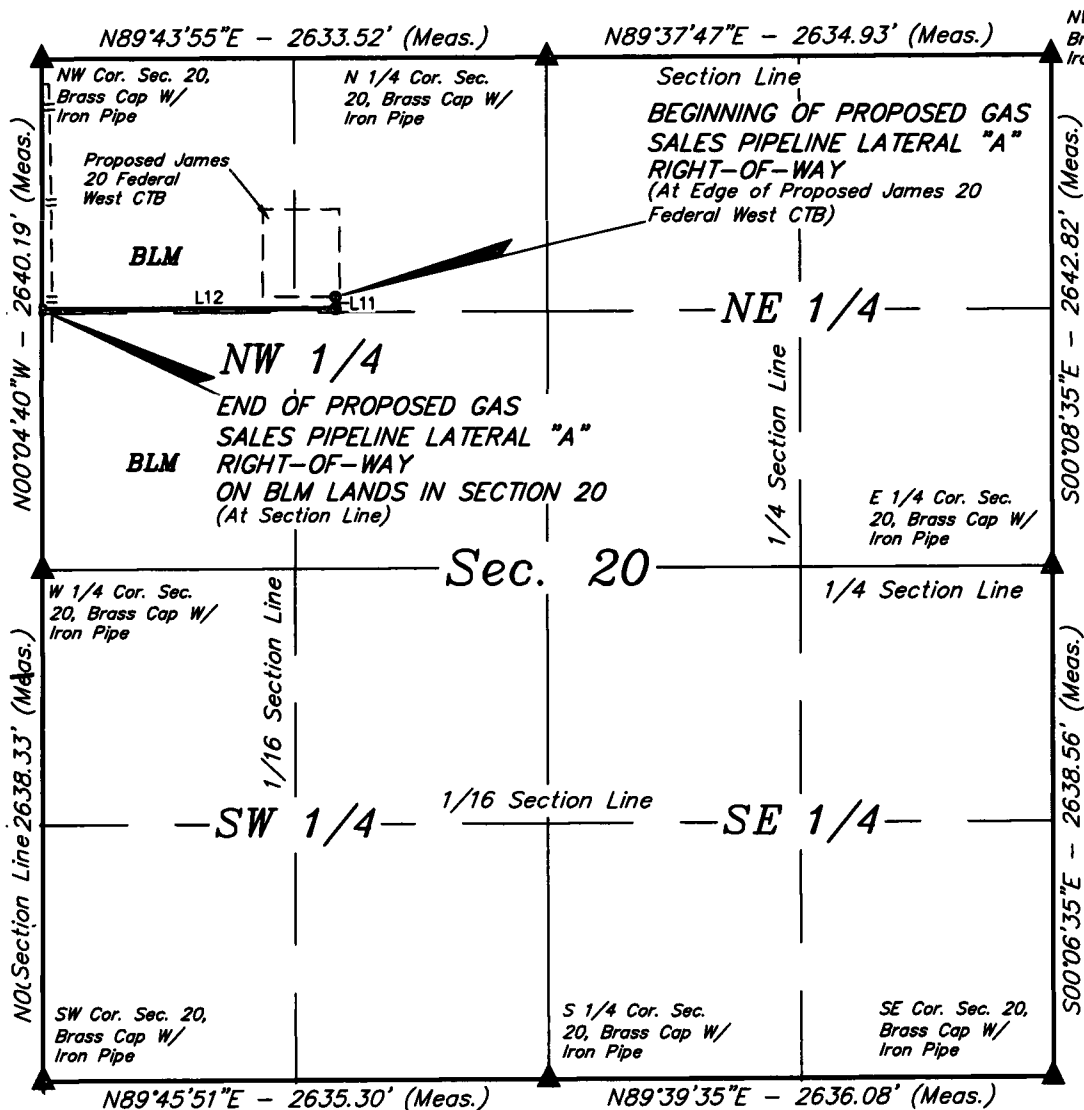 N89°43'55"E - 2633.52' (Meas.)
N89°37'47"E - 2634.93' (Meas.)
NW Cor. Sec. 20,
Brass Cap W/
Iron Pipe
N 1/4 Cor. Sec.
20, Brass Cap W/
Iron Pipe
Section Line
BEGINNING OF PROPOSED GAS
SALES PIPELINE LATERAL "A"
RIGHT-OF-WAY
(At Edge of Proposed James 20
Federal West CTB)
Proposed James
20 Federal
West CTB
BLM
L12
L11
N00°04'40"W - 2640.19' (Meas.)
S00°08'35"E - 2642.82' (Meas.)
NW 1/4
NE 1/4
END OF PROPOSED GAS
SALES PIPELINE LATERAL "A"
RIGHT-OF-WAY
ON BLM LANDS IN SECTION 20
(At Section Line)
BLM
1/4 Section Line
E 1/4 Cor. Sec.
20, Brass Cap W/
Iron Pipe
Sec. 20
W 1/4 Cor. Sec.
20, Brass Cap W/
Iron Pipe
1/4 Section Line
1/16 Section Line
1/16 Section Line
Section Line 2638.33' (Meas.)
S00°06'35"E - 2638.56' (Meas.)
SW 1/4
SE 1/4
SW Cor. Sec. 20,
Brass Cap W/
Iron Pipe
S 1/4 Cor. Sec.
20, Brass Cap W/
Iron Pipe
SE Cor. Sec. 20,
Brass Cap W/
Iron Pipe
N89°45'51"E - 2635.30' (Meas.)
N89°39'35"E - 2636.08' (Meas.)